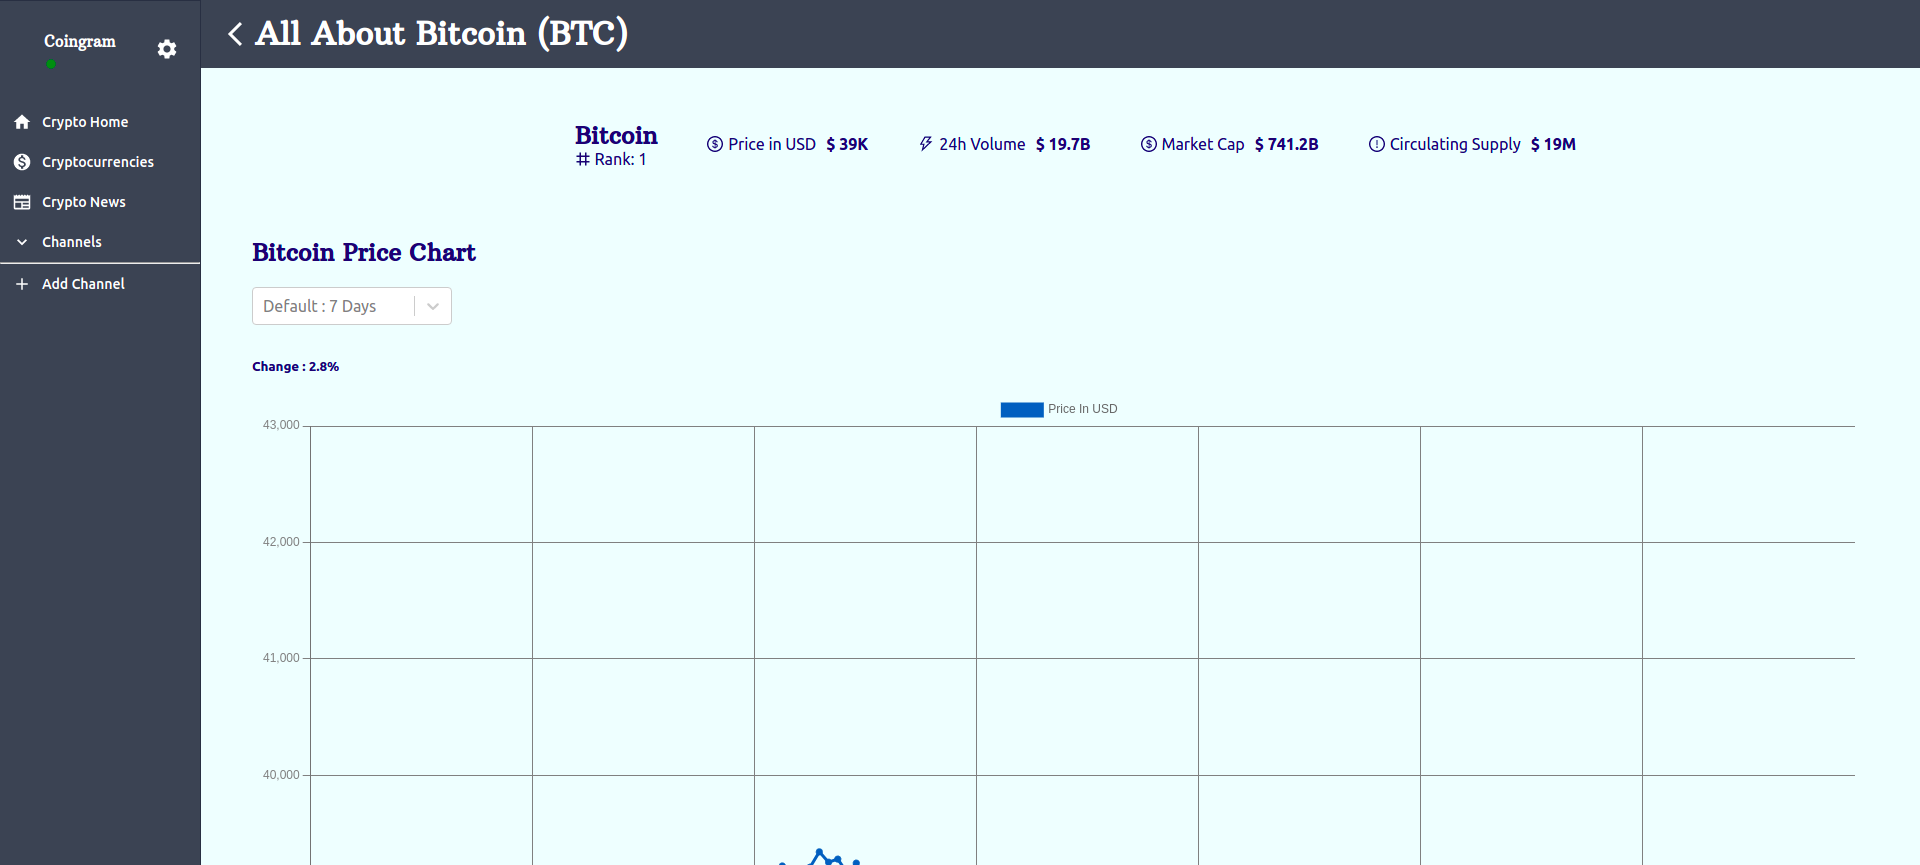 Coingram
Crypto Home
Cryptocurrencies
Crypto News
Channels
Add Channel
All About Bitcoin (BTC)
Bitcoin
Rank: 1
Price in USD $ 39K
24h Volume $ 19.7B
Market Cap $ 741.2B
Circulating Supply $ 19M
Bitcoin Price Chart
Default : 7 Days
Change : 2.8%
Price In USD
43,000
42,000
41,000
40,000